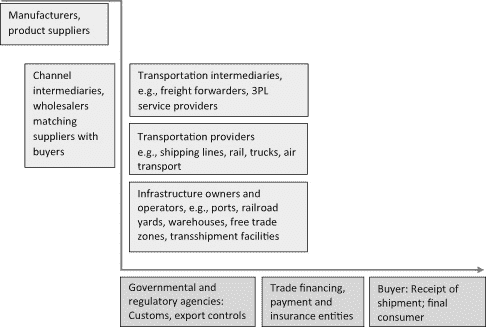 Manufacturers,
product suppliers
Channel
intermediaries,
wholesalers
matching
suppliers with
buyers
Transportation intermediaries,
e.g., freight forwarders, 3PL
service providers
Transportation providers
e.g., shipping lines, rail, trucks, air
transport
Infrastructure owners and
operators, e.g., ports, railroad
yards, warehouses, free trade
zones, transshipment facilities
Governmental and
regulatory agencies:
Customs, export controls
Trade financing,
payment and
insurance entities
Buyer: Receipt of
shipment; final
consumer